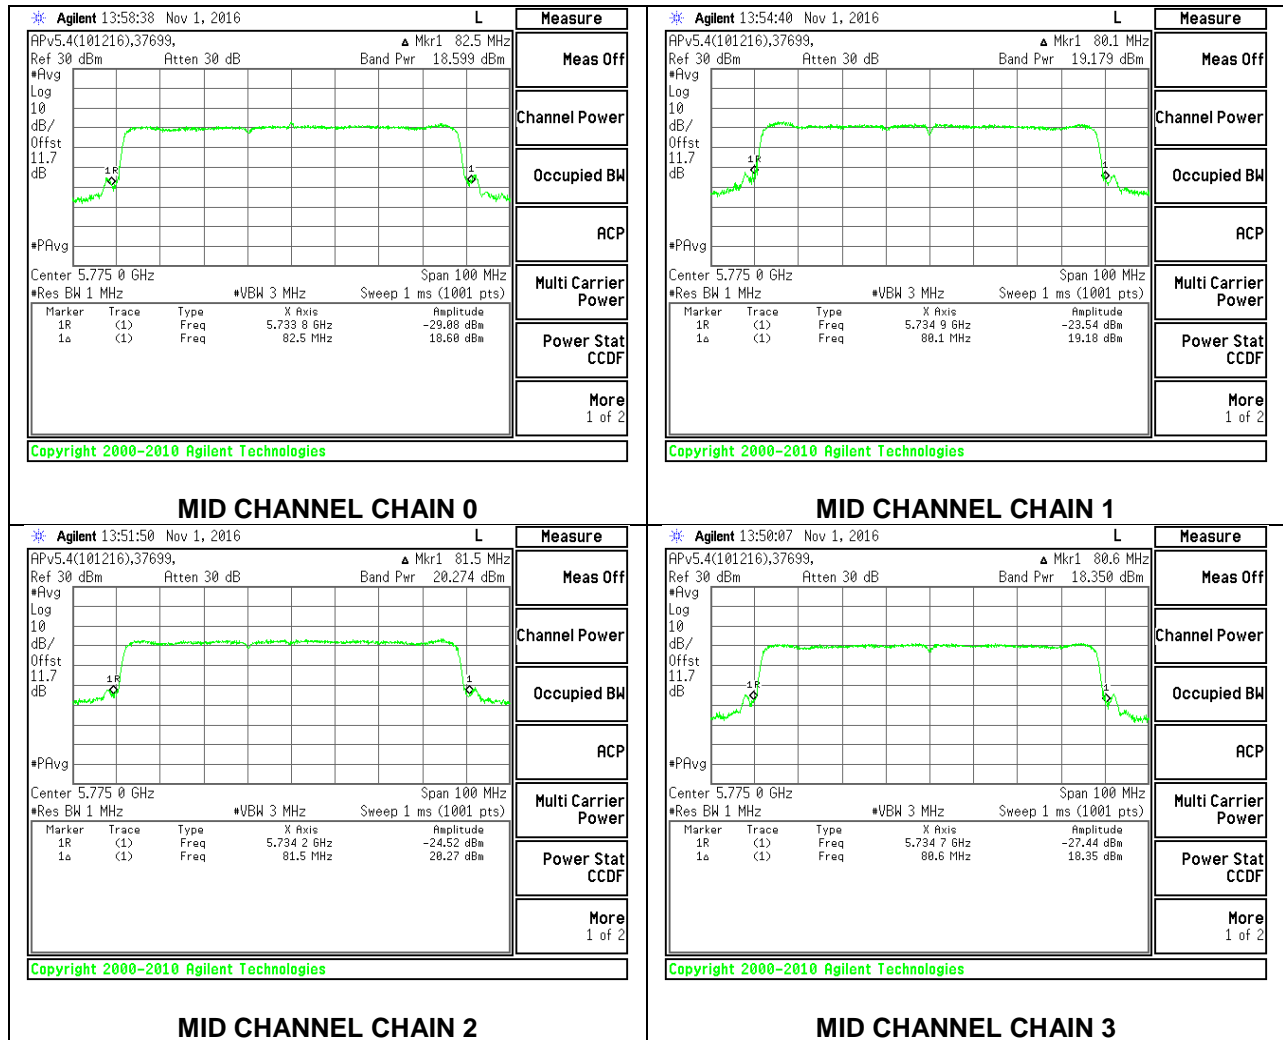 Agilent 13:58:38 Nov 1, 2016 L Measure
APv5.4(101216),37699, Δ Mkr1 82.5 MHz
Ref 30 dBm Atten 30 dB Band Pwr 18.599 dBm
Meas Off
#Avg
Log
10
dB/
Offst
11.7
dB
1R
1
#PAvg
Channel Power
Occupied BW
ACP
Center 5.775 0 GHz Span 100 MHz
#Res BW 1 MHz #VBW 3 MHz Sweep 1 ms (1001 pts)
Multi Carrier
Power
Marker Trace Type X Axis Amplitude
1R (1) Freq 5.733 8 GHz -29.08 dBm
1Δ (1) Freq 82.5 MHz 18.60 dBm
Power Stat
CCDF
More
1 of 2
Copyright 2000-2010 Agilent Technologies
MID CHANNEL CHAIN 0
Agilent 13:54:40 Nov 1, 2016 L Measure
APv5.4(101216),37699, Δ Mkr1 80.1 MHz
Ref 30 dBm Atten 30 dB Band Pwr 19.179 dBm
Meas Off
#Avg
Log
10
dB/
Offst
11.7
dB
1R
1
#PAvg
Channel Power
Occupied BW
ACP
Center 5.775 0 GHz Span 100 MHz
#Res BW 1 MHz #VBW 3 MHz Sweep 1 ms (1001 pts)
Multi Carrier
Power
Marker Trace Type X Axis Amplitude
1R (1) Freq 5.734 9 GHz -23.54 dBm
1Δ (1) Freq 80.1 MHz 19.18 dBm
Power Stat
CCDF
More
1 of 2
Copyright 2000-2010 Agilent Technologies
MID CHANNEL CHAIN 1
Agilent 13:51:50 Nov 1, 2016 L Measure
APv5.4(101216),37699, Δ Mkr1 81.5 MHz
Ref 30 dBm Atten 30 dB Band Pwr 20.274 dBm
Meas Off
#Avg
Log
10
dB/
Offst
11.7
dB
1R
1
#PAvg
Channel Power
Occupied BW
ACP
Center 5.775 0 GHz Span 100 MHz
#Res BW 1 MHz #VBW 3 MHz Sweep 1 ms (1001 pts)
Multi Carrier
Power
Marker Trace Type X Axis Amplitude
1R (1) Freq 5.734 2 GHz -24.52 dBm
1Δ (1) Freq 81.5 MHz 20.27 dBm
Power Stat
CCDF
More
1 of 2
Copyright 2000-2010 Agilent Technologies
MID CHANNEL CHAIN 2
Agilent 13:50:07 Nov 1, 2016 L Measure
APv5.4(101216),37699, Δ Mkr1 80.6 MHz
Ref 30 dBm Atten 30 dB Band Pwr 18.350 dBm
Meas Off
#Avg
Log
10
dB/
Offst
11.7
dB
1R
1
#PAvg
Channel Power
Occupied BW
ACP
Center 5.775 0 GHz Span 100 MHz
#Res BW 1 MHz #VBW 3 MHz Sweep 1 ms (1001 pts)
Multi Carrier
Power
Marker Trace Type X Axis Amplitude
1R (1) Freq 5.734 7 GHz -27.44 dBm
1Δ (1) Freq 80.6 MHz 18.35 dBm
Power Stat
CCDF
More
1 of 2
Copyright 2000-2010 Agilent Technologies
MID CHANNEL CHAIN 3